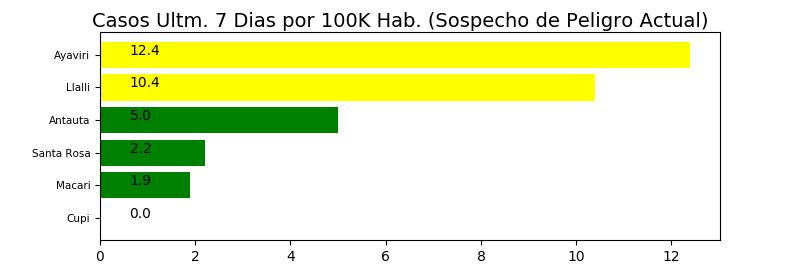 Casos Ultm. 7 Dias por 100K Hab. (Sospecho de Peligro Actual)
Ayaviri 12.4
Llalli 10.4
Antauta 5.0
Santa Rosa 2.2
Macari 1.9
Cupi 0.0
0 2 4 6 8 10 12